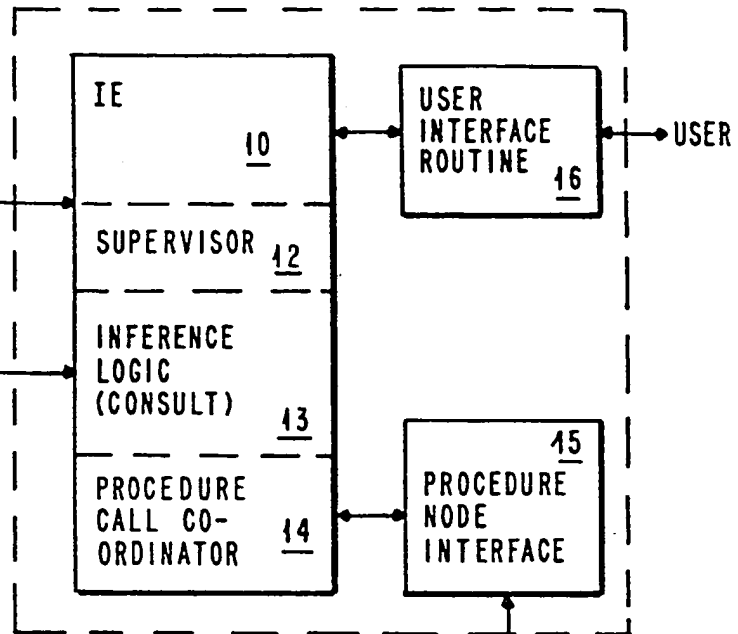 IE
10
SUPERVISOR 12
INFERENCE
LOGIC
(CONSULT)
13
PROCEDURE
CALL CO-
ORDINATOR
14
USER
INTERFACE
ROUTINE
16
USER
15
PROCEDURE
NODE
INTERFACE